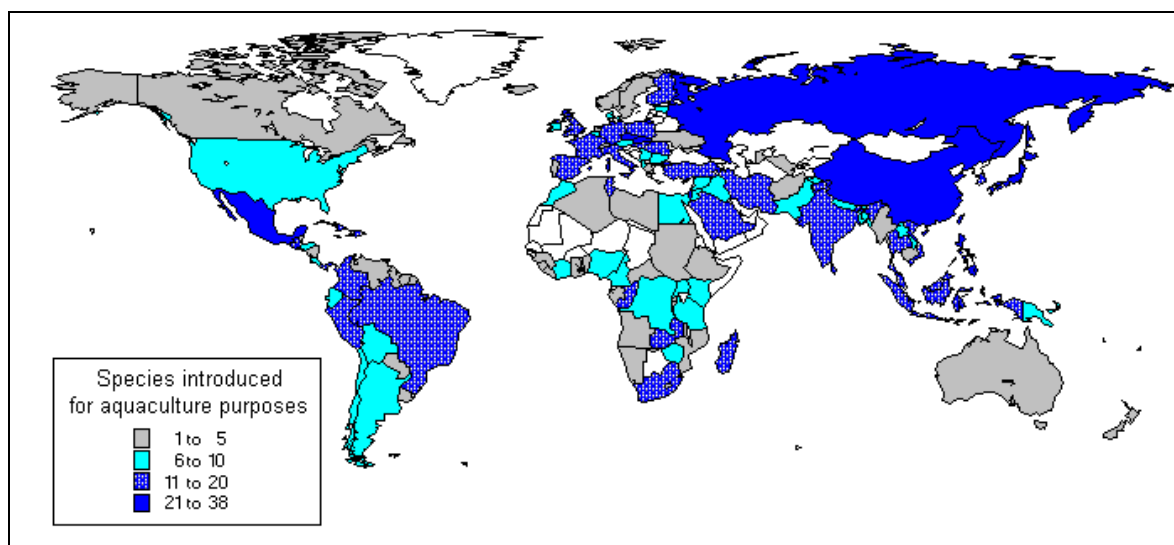 Species introduced
for aquaculture purposes
1 to 5
6 to 10
11 to 20
21 to 38